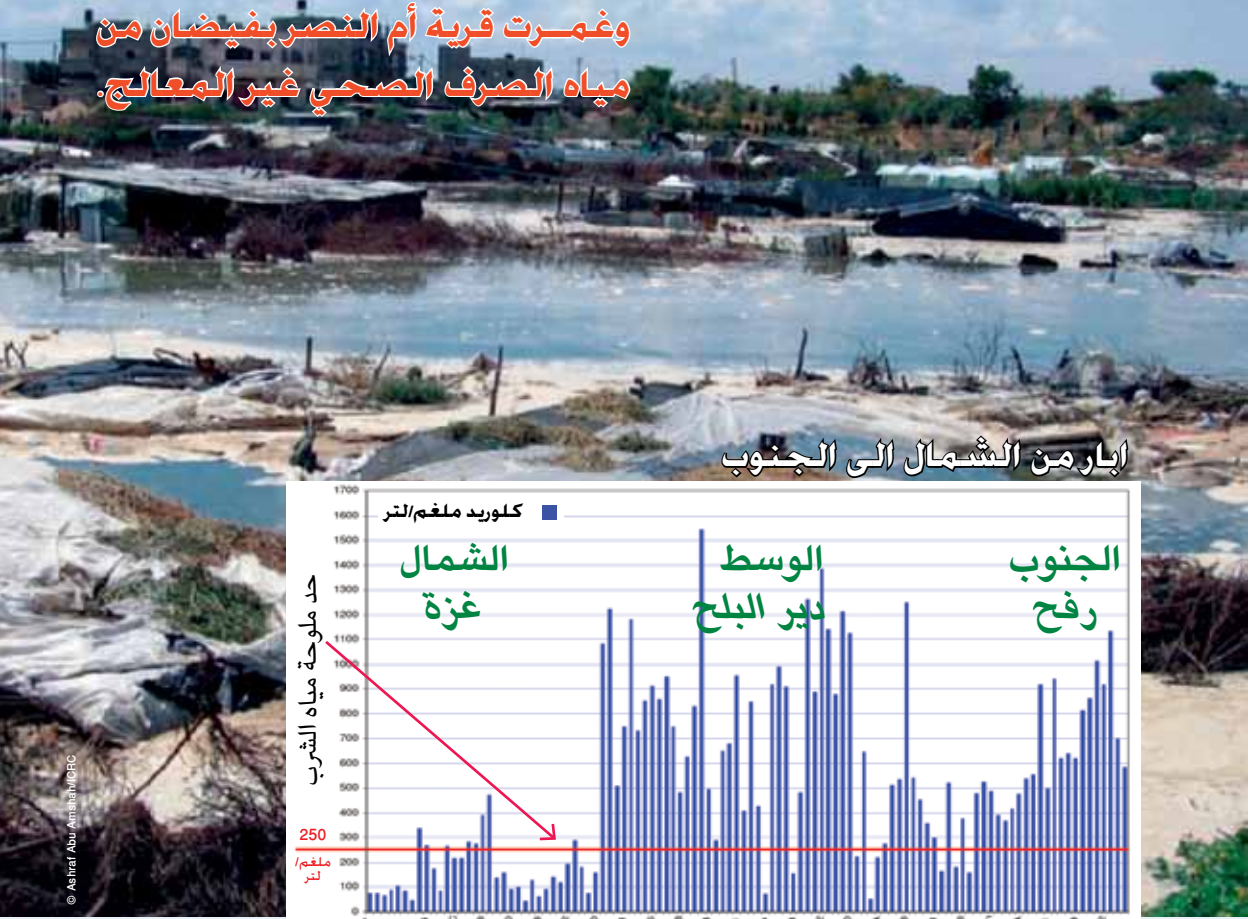 وغمرت قرية أم النصر بفيضان من
مياه الصرف الصحي غير المعالج.
ابار من الشمال الى الجنوب
كلوريد ملغم/لتر
الشمال
غزة
الوسط
دير البلح
الجنوب
رفح
حد ملوحة مياه الشرب
1700
1600
1500
1400
1300
1200
1100
1000
900
800
700
600
500
400
300
250
ملغم/
لتر
200
100
0
© Ashraf Abu Amshah/ICRC